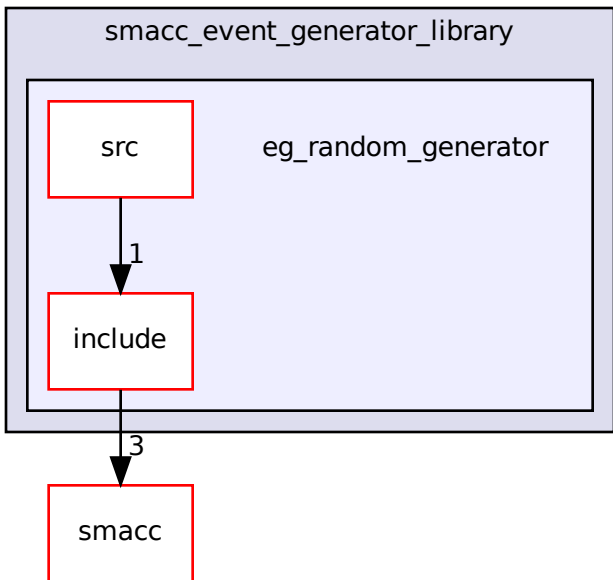 smacc_event_generator_library
src
eg_random_generator
1
include
3
smacc